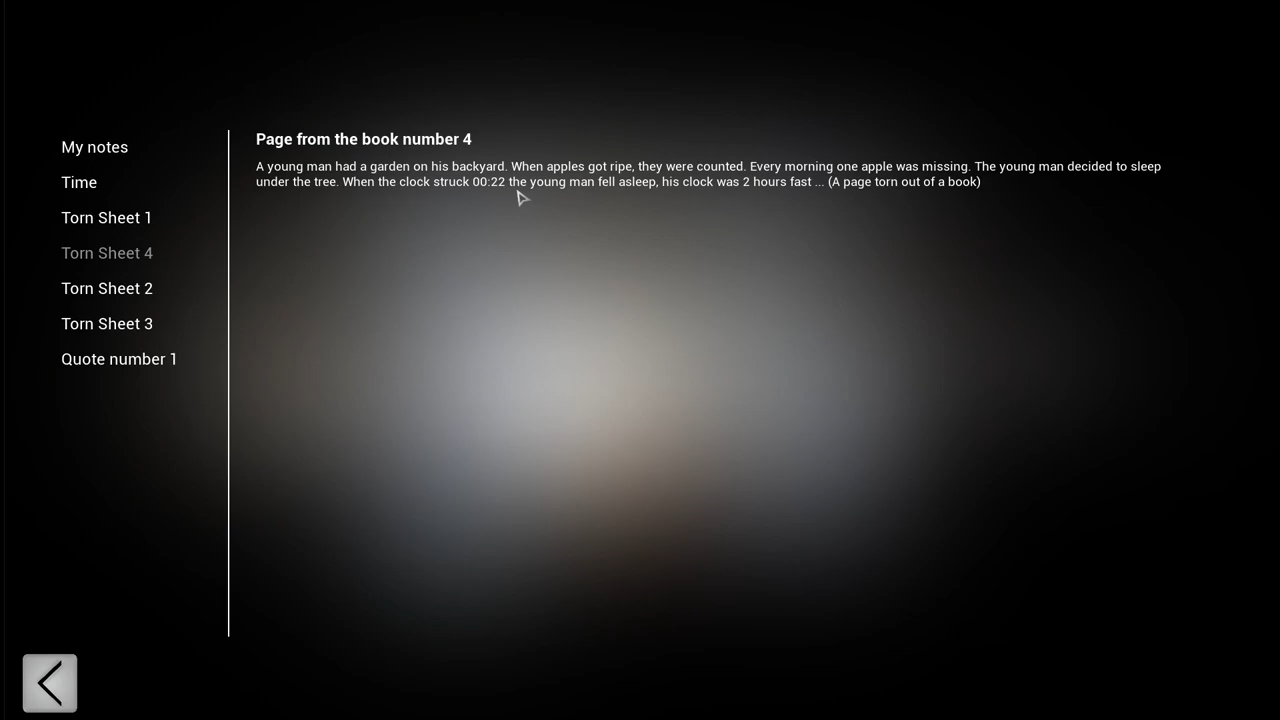 My notes
Time
Torn Sheet 1
Torn Sheet 4
Torn Sheet 2
Torn Sheet 3
Quote number 1
Page from the book number 4
A young man had a garden on his backyard. When apples got ripe, they were counted. Every morning one apple was missing. The young man decided to sleep
under the tree. When the clock struck 00:22 the young man fell asleep, his clock was 2 hours fast ... (A page torn out of a book)